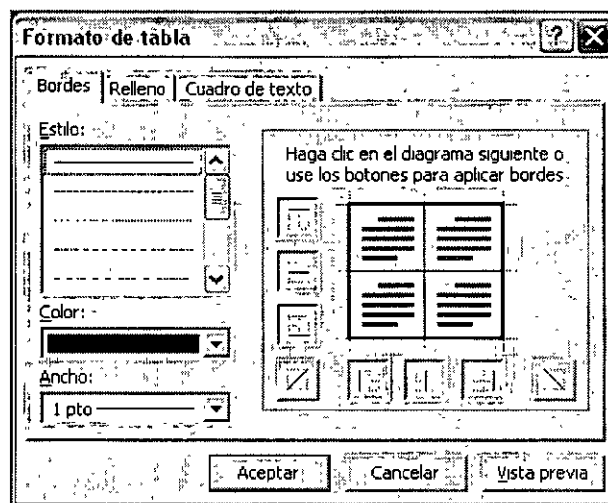 Formato de tabla
Bordes Relleno Cuadro de texto
Estilo:
Haga clic en el diagrama siguiente o
use los botones para aplicar bordes
Color:
Ancho:
1 pto
Aceptar Cancelar Vista previa